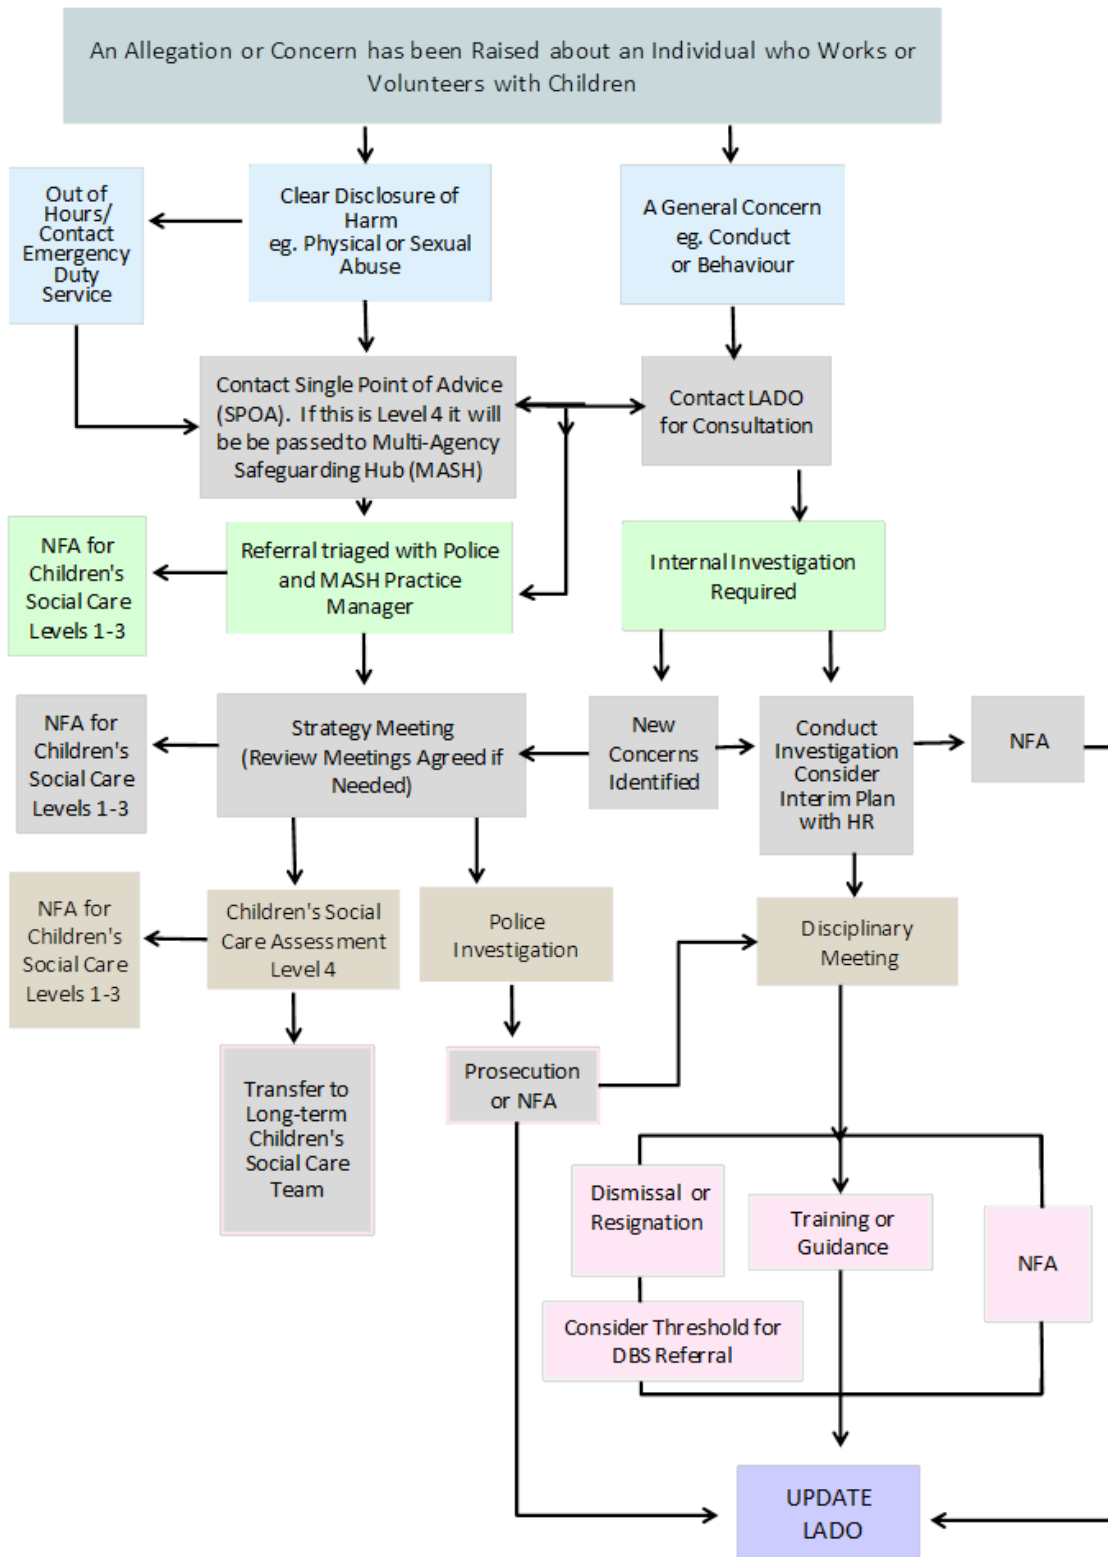 An Allegation or Concern has been Raised about an Individual who Works or
Volunteers with Children
Out of
Hours/
Contact
Emergency
Duty
Service
Clear Disclosure of
Harm
eg. Physical or Sexual
Abuse
A General Concern
eg. Conduct
or Behaviour
Contact Single Point of Advice
(SPOA). If this is Level 4 it will
be be passed to Multi-Agency
Safeguarding Hub (MASH)
Contact LADO
for Consultation
NFA for
Children's
Social Care
Levels 1-3
Referral triaged with Police
and MASH Practice
Manager
Internal Investigation
Required
NFA for
Children's
Social Care
Levels 1-3
Strategy Meeting
(Review Meetings Agreed if
Needed)
New
Concerns
Identified
Conduct
Investigation
Consider
Interim Plan
with HR
NFA
NFA for
Children's
Social Care
Levels 1-3
Children's Social
Care Assessment
Level 4
Police
Investigation
Disciplinary
Meeting
Transfer to
Long-term
Children's
Social Care
Team
Prosecution
or NFA
Dismissal or
Resignation
Training or
Guidance
NFA
Consider Threshold for
DBS Referral
UPDATE
LADO